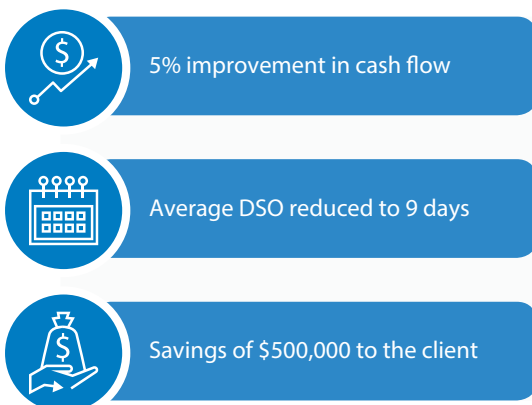 $
5% improvement in cash flow
Average DSO reduced to 9 days
$
Savings of $500,000 to the client